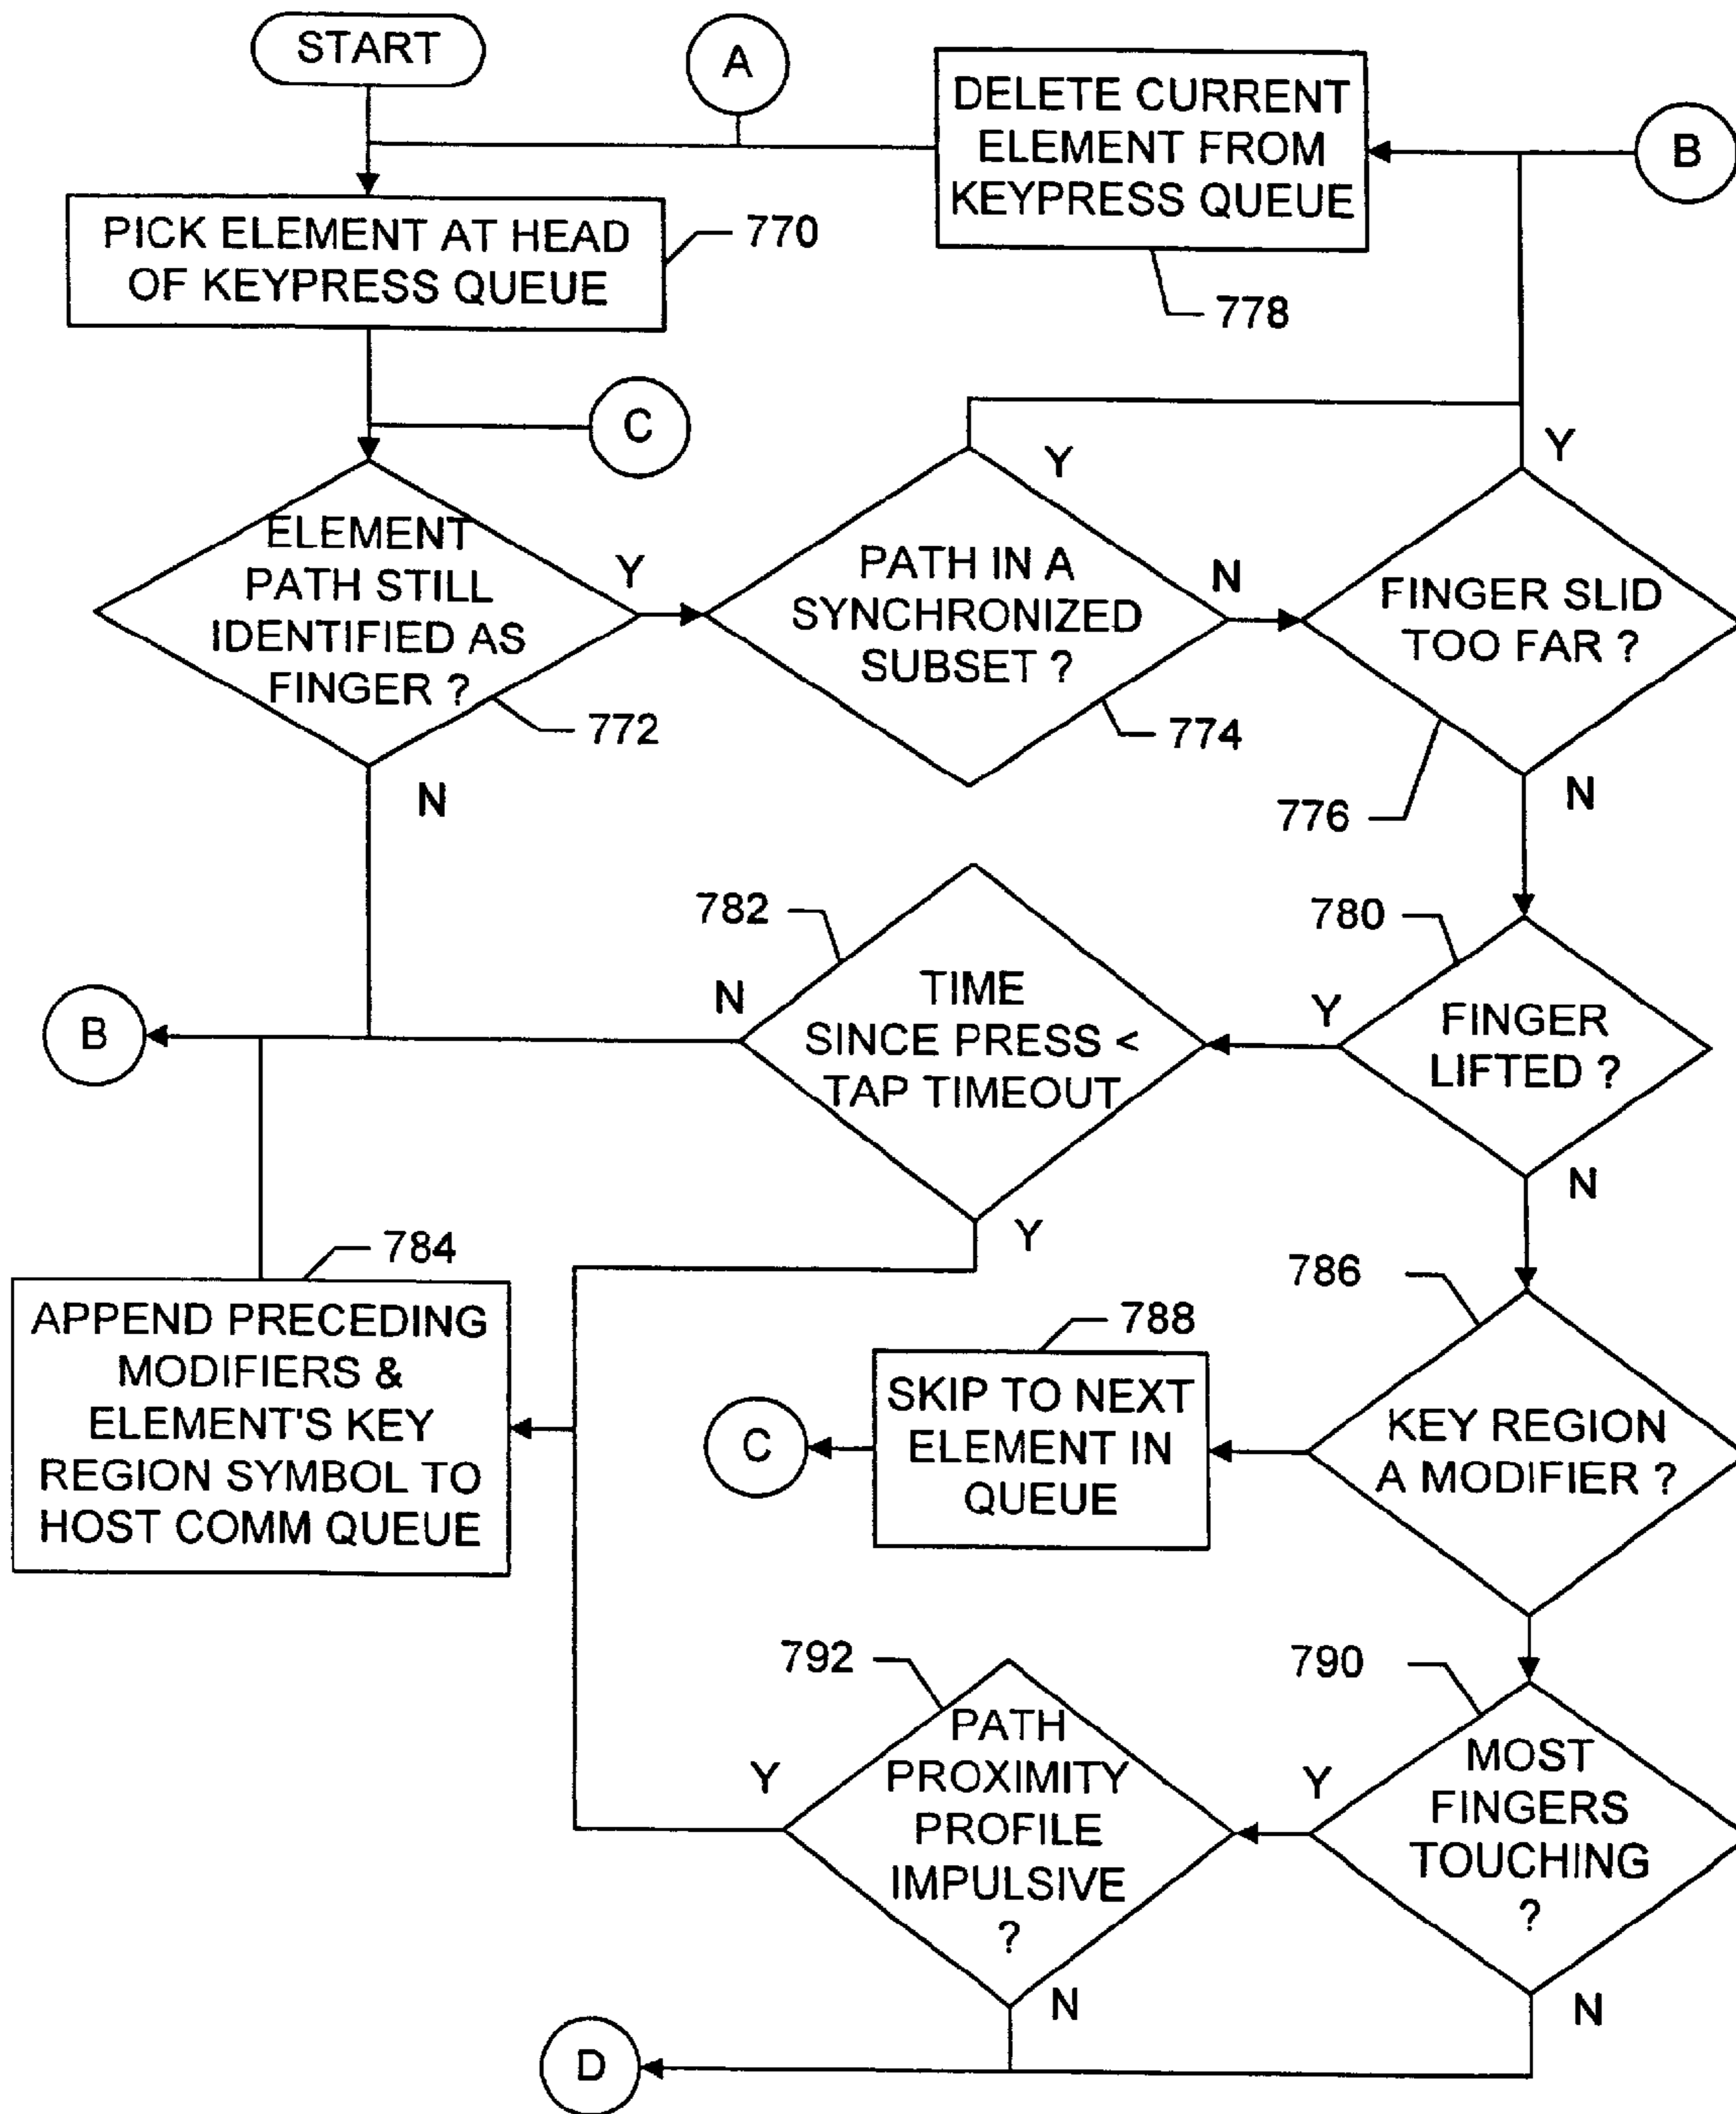 START
A
DELETE CURRENT
ELEMENT FROM
KEYPRESS QUEUE
B
778
PICK ELEMENT AT HEAD
OF KEYPRESS QUEUE
770
C
ELEMENT
PATH STILL
IDENTIFIED AS
FINGER ?
Y
772
N
PATH IN A
SYNCHRONIZED
SUBSET ?
Y
N
774
FINGER SLID
TOO FAR ?
Y
776
N
782
TIME
SINCE PRESS <
TAP TIMEOUT
N
Y
780
FINGER
LIFTED ?
Y
N
B
784
APPEND PRECEDING
MODIFIERS &
ELEMENT'S KEY
REGION SYMBOL TO
HOST COMM QUEUE
788
SKIP TO NEXT
ELEMENT IN
QUEUE
C
786
KEY REGION
A MODIFIER ?
792
PATH
PROXIMITY
PROFILE
IMPULSIVE
?
Y
N
790
MOST
FINGERS
TOUCHING
?
Y
N
D